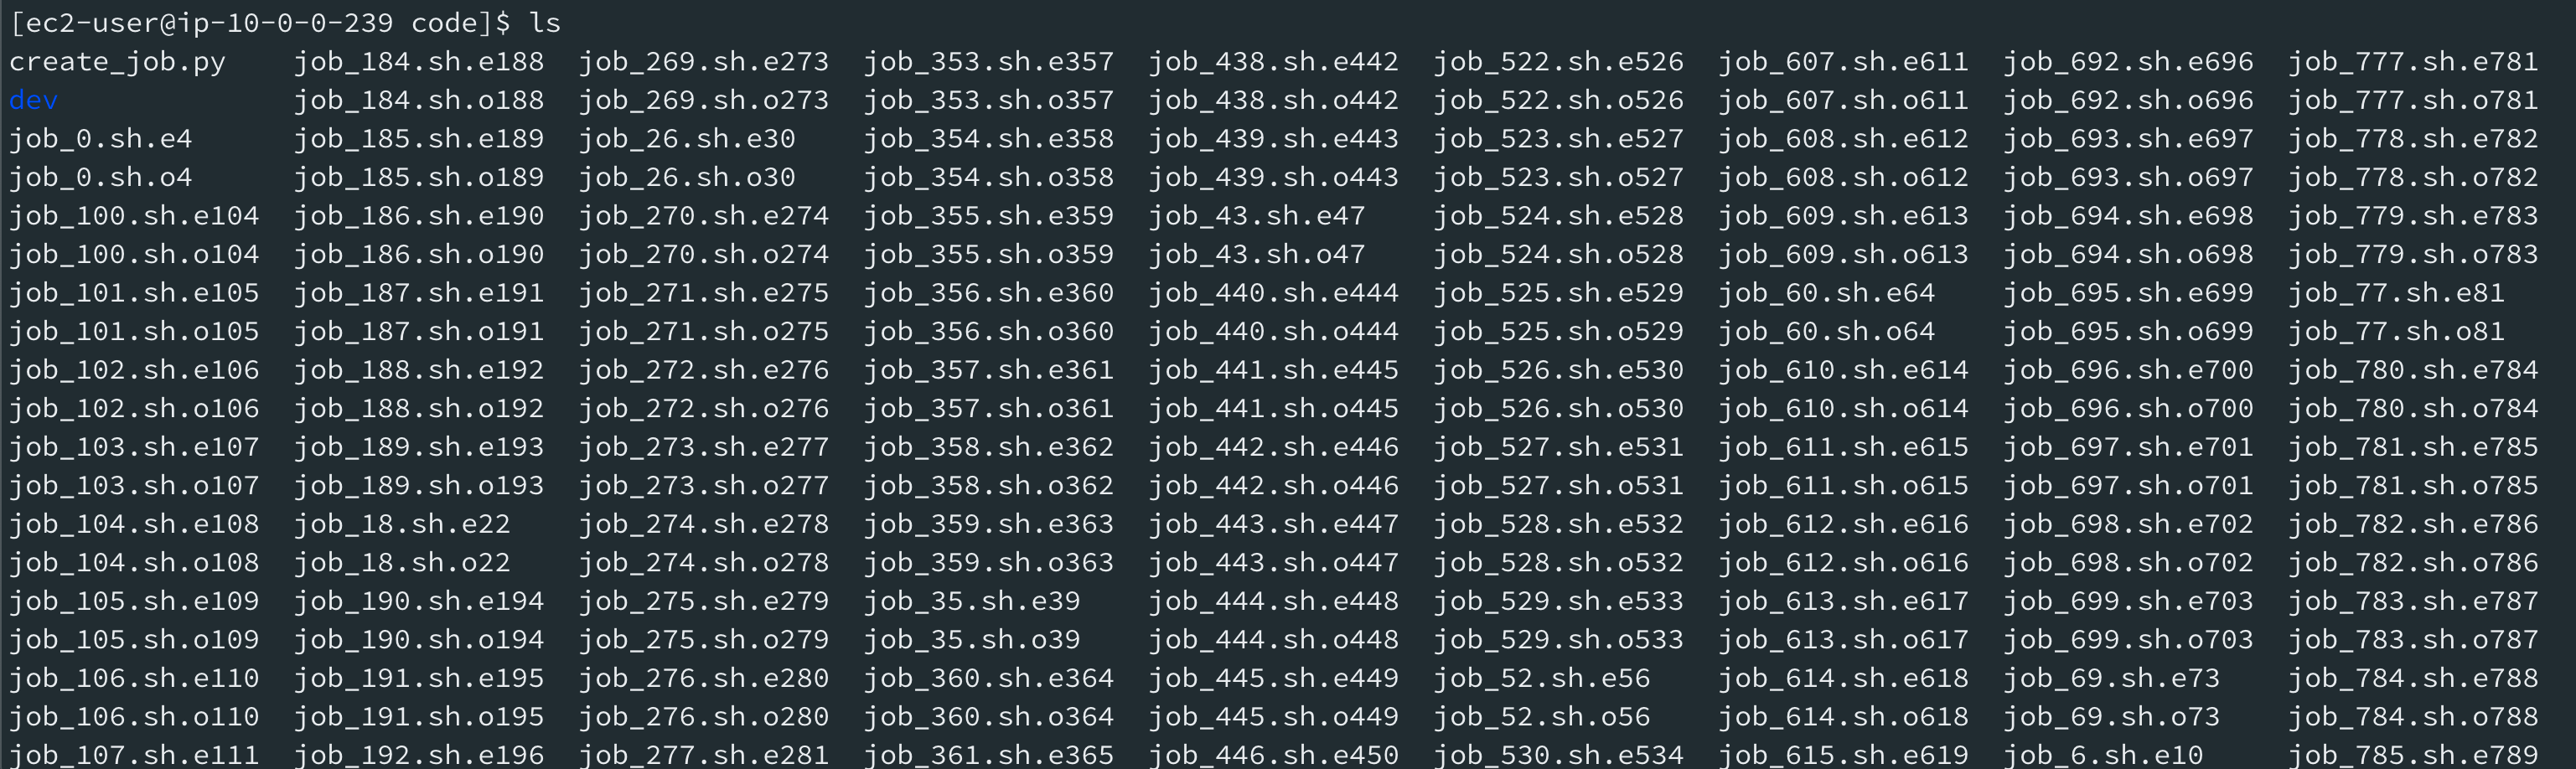 [ec2-user@ip-10-0-0-239 code]$ ls
create_job.py job_184.sh.e188 job_269.sh.e273 job_353.sh.e357 job_438.sh.e442 job_522.sh.e526 job_607.sh.e611 job_692.sh.e696 job_777.sh.e781
dev job_184.sh.o188 job_269.sh.o273 job_353.sh.o357 job_438.sh.o442 job_522.sh.o526 job_607.sh.o611 job_692.sh.o696 job_777.sh.o781
job_0.sh.e4 job_185.sh.e189 job_26.sh.e30 job_354.sh.e358 job_439.sh.e443 job_523.sh.e527 job_608.sh.e612 job_693.sh.e697 job_778.sh.e782
job_0.sh.o4 job_185.sh.o189 job_26.sh.o30 job_354.sh.o358 job_439.sh.o443 job_523.sh.o527 job_608.sh.o612 job_693.sh.o697 job_778.sh.o782
job_100.sh.e104 job_186.sh.e190 job_270.sh.e274 job_355.sh.e359 job_43.sh.e47 job_524.sh.e528 job_609.sh.e613 job_694.sh.e698 job_779.sh.e783
job_100.sh.o104 job_186.sh.o190 job_270.sh.o274 job_355.sh.o359 job_43.sh.o47 job_524.sh.o528 job_609.sh.o613 job_694.sh.o698 job_779.sh.o783
job_101.sh.e105 job_187.sh.e191 job_271.sh.e275 job_356.sh.e360 job_440.sh.e444 job_525.sh.e529 job_60.sh.e64 job_695.sh.e699 job_77.sh.e81
job_101.sh.o105 job_187.sh.o191 job_271.sh.o275 job_356.sh.o360 job_440.sh.o444 job_525.sh.o529 job_60.sh.o64 job_695.sh.o699 job_77.sh.o81
job_102.sh.e106 job_188.sh.e192 job_272.sh.e276 job_357.sh.e361 job_441.sh.e445 job_526.sh.e530 job_610.sh.e614 job_696.sh.e700 job_780.sh.e784
job_102.sh.o106 job_188.sh.o192 job_272.sh.o276 job_357.sh.o361 job_441.sh.o445 job_526.sh.o530 job_610.sh.o614 job_696.sh.o700 job_780.sh.o784
job_103.sh.e107 job_189.sh.e193 job_273.sh.e277 job_358.sh.e362 job_442.sh.e446 job_527.sh.e531 job_611.sh.e615 job_697.sh.e701 job_781.sh.e785
job_103.sh.o107 job_189.sh.o193 job_273.sh.o277 job_358.sh.o362 job_442.sh.o446 job_527.sh.o531 job_611.sh.o615 job_697.sh.o701 job_781.sh.o785
job_104.sh.e108 job_18.sh.e22 job_274.sh.e278 job_359.sh.e363 job_443.sh.e447 job_528.sh.e532 job_612.sh.e616 job_698.sh.e702 job_782.sh.e786
job_104.sh.o108 job_18.sh.o22 job_274.sh.o278 job_359.sh.o363 job_443.sh.o447 job_528.sh.o532 job_612.sh.o616 job_698.sh.o702 job_782.sh.o786
job_105.sh.e109 job_190.sh.e194 job_275.sh.e279 job_35.sh.e39 job_444.sh.e448 job_529.sh.e533 job_613.sh.e617 job_699.sh.e703 job_783.sh.e787
job_105.sh.o109 job_190.sh.o194 job_275.sh.o279 job_35.sh.o39 job_444.sh.o448 job_529.sh.o533 job_613.sh.o617 job_699.sh.o703 job_783.sh.o787
job_106.sh.e110 job_191.sh.e195 job_276.sh.e280 job_360.sh.e364 job_445.sh.e449 job_52.sh.e56 job_614.sh.e618 job_69.sh.e73 job_784.sh.e788
job_106.sh.o110 job_191.sh.o195 job_276.sh.o280 job_360.sh.o364 job_445.sh.o449 job_52.sh.o56 job_614.sh.o618 job_69.sh.o73 job_784.sh.o788
job_107.sh.e111 job_192.sh.e196 job_277.sh.e281 job_361.sh.e365 job_446.sh.e450 job_530.sh.e534 job_615.sh.e619 job_6.sh.e10 job_785.sh.e789